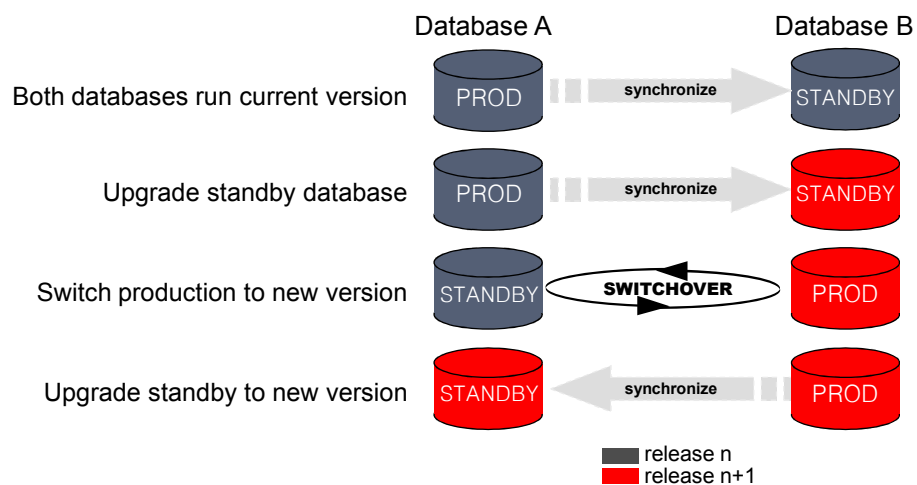 Database A
Database B
Both databases run current version
PROD
synchronize
STANDBY
Upgrade standby database
PROD
synchronize
STANDBY
Switch production to new version
STANDBY
SWITCHOVER
PROD
Upgrade standby to new version
STANDBY
synchronize
PROD
release n
release n+1